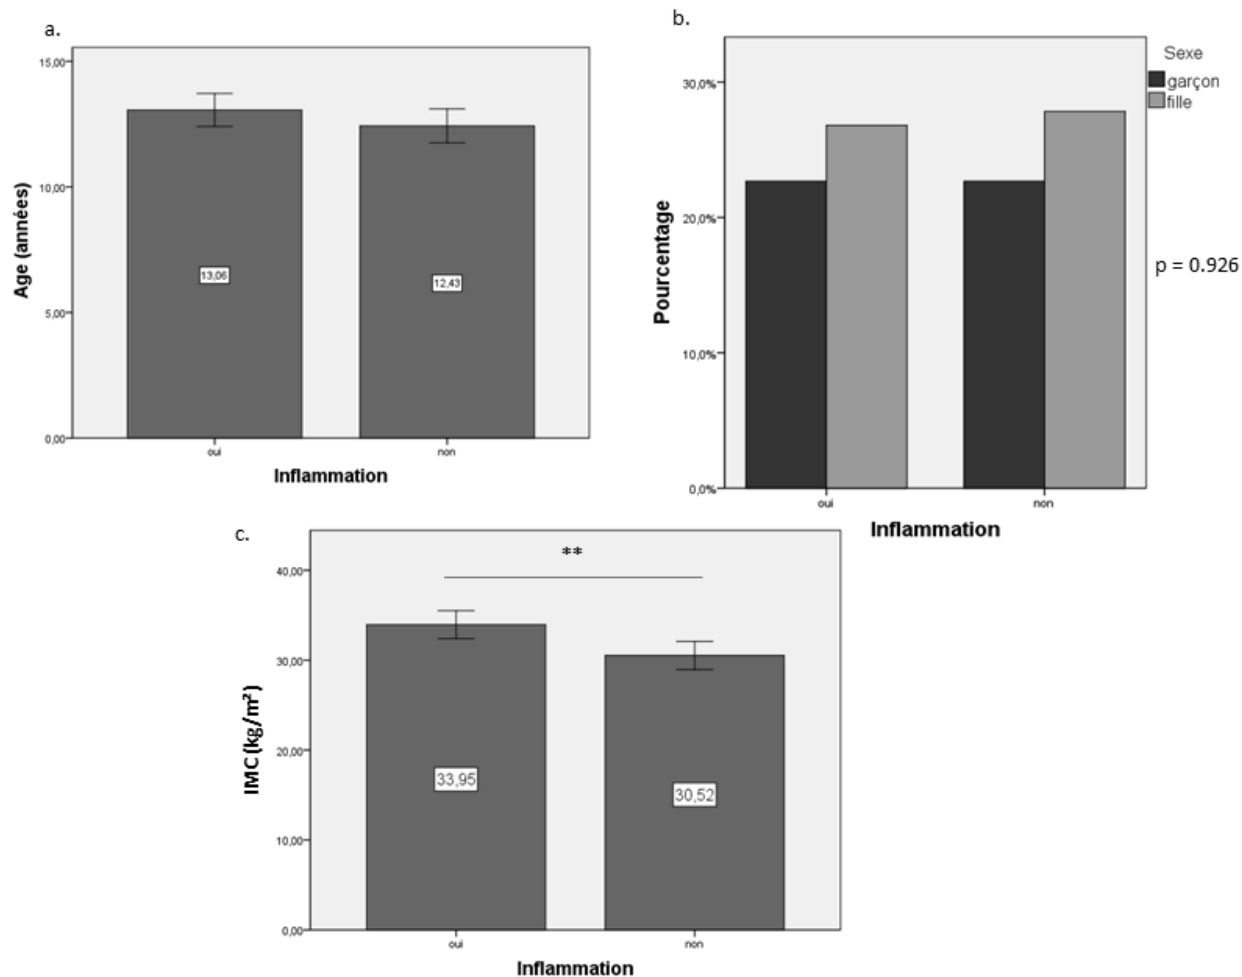 a.
15,00
10,00
5,00
0,00
Age (années)
13,06
12,43
oui
non
Inflammation
b.
30,0%
20,0%
10,0%
0,0%
Pourcentage
Sexe
garçon
fille
p = 0.926
oui
non
Inflammation
c.
**
40,00
30,00
20,00
10,00
0,00
IMC (kg/m²)
33,95
30,52
oui
non
Inflammation